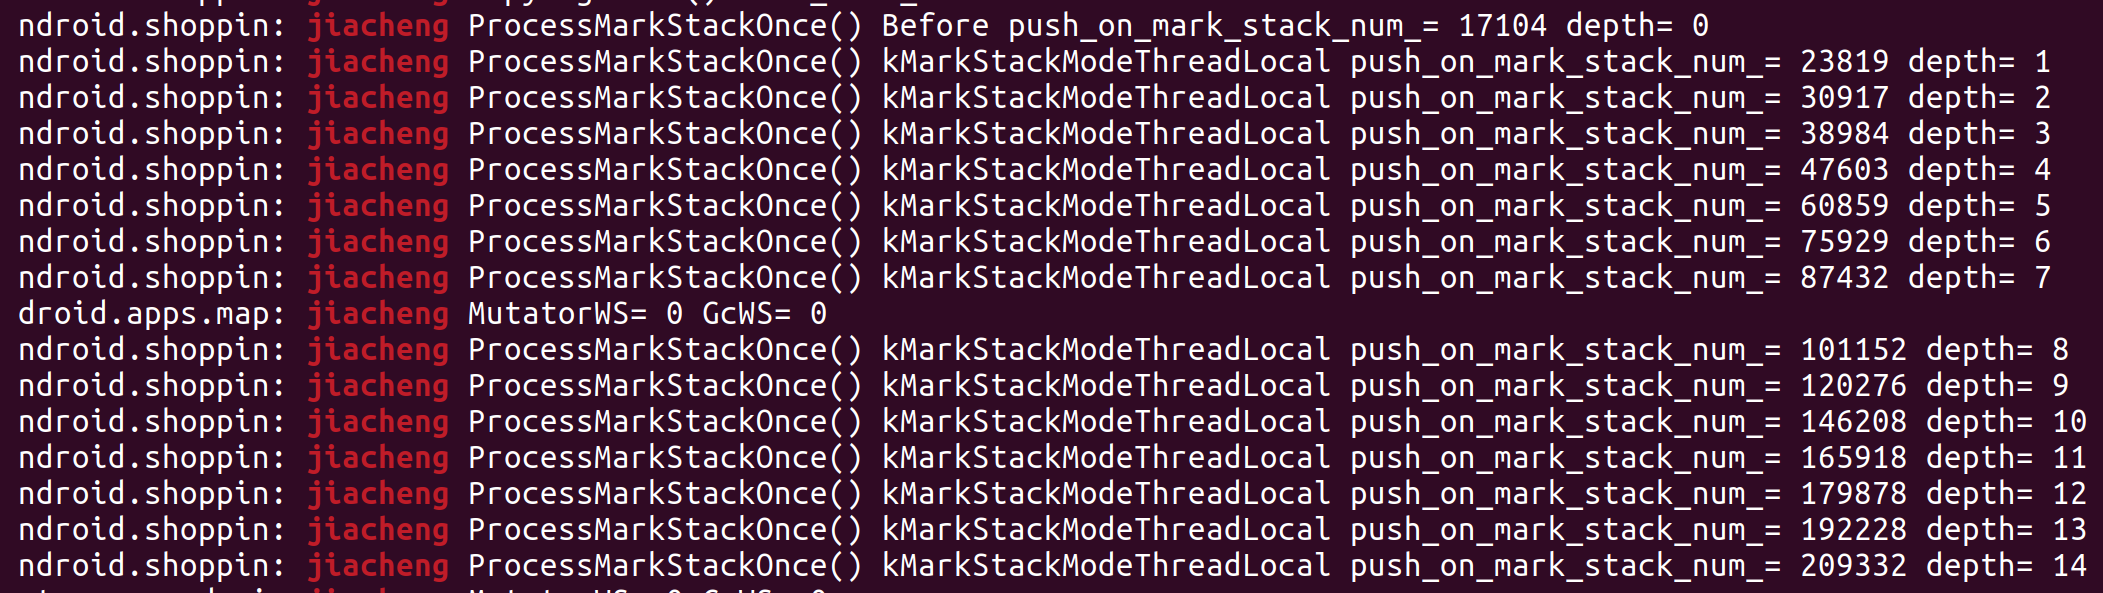 ndroid.shoppin: jiacheng ProcessMarkStackOnce() Before push_on_mark_stack_num_= 17104 depth= 0
ndroid.shoppin: jiacheng ProcessMarkStackOnce() kMarkStackModeThreadLocal push_on_mark_stack_num_= 23819 depth= 1
ndroid.shoppin: jiacheng ProcessMarkStackOnce() kMarkStackModeThreadLocal push_on_mark_stack_num_= 30917 depth= 2
ndroid.shoppin: jiacheng ProcessMarkStackOnce() kMarkStackModeThreadLocal push_on_mark_stack_num_= 38984 depth= 3
ndroid.shoppin: jiacheng ProcessMarkStackOnce() kMarkStackModeThreadLocal push_on_mark_stack_num_= 47603 depth= 4
ndroid.shoppin: jiacheng ProcessMarkStackOnce() kMarkStackModeThreadLocal push_on_mark_stack_num_= 60859 depth= 5
ndroid.shoppin: jiacheng ProcessMarkStackOnce() kMarkStackModeThreadLocal push_on_mark_stack_num_= 75929 depth= 6
ndroid.shoppin: jiacheng ProcessMarkStackOnce() kMarkStackModeThreadLocal push_on_mark_stack_num_= 87432 depth= 7
droid.apps.map: jiacheng MutatorWS= 0 GcWS= 0
ndroid.shoppin: jiacheng ProcessMarkStackOnce() kMarkStackModeThreadLocal push_on_mark_stack_num_= 101152 depth= 8
ndroid.shoppin: jiacheng ProcessMarkStackOnce() kMarkStackModeThreadLocal push_on_mark_stack_num_= 120276 depth= 9
ndroid.shoppin: jiacheng ProcessMarkStackOnce() kMarkStackModeThreadLocal push_on_mark_stack_num_= 146208 depth= 10
ndroid.shoppin: jiacheng ProcessMarkStackOnce() kMarkStackModeThreadLocal push_on_mark_stack_num_= 165918 depth= 11
ndroid.shoppin: jiacheng ProcessMarkStackOnce() kMarkStackModeThreadLocal push_on_mark_stack_num_= 179878 depth= 12
ndroid.shoppin: jiacheng ProcessMarkStackOnce() kMarkStackModeThreadLocal push_on_mark_stack_num_= 192228 depth= 13
ndroid.shoppin: jiacheng ProcessMarkStackOnce() kMarkStackModeThreadLocal push_on_mark_stack_num_= 209332 depth= 14